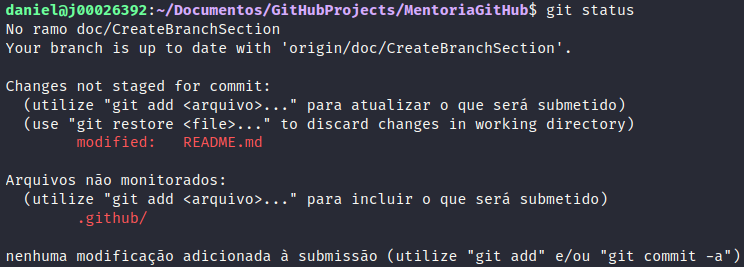 daniel@j00026392:~/Documentos/GitHubProjects/MentoriaGitHub$ git status
No ramo doc/CreateBranchSection
Your branch is up to date with 'origin/doc/CreateBranchSection'.
Changes not staged for commit:
(utilize "git add <arquivo>..." para atualizar o que será submetido)
(use "git restore <file>..." to discard changes in working directory)
modified: README.md
Arquivos não monitorados:
(utilize "git add <arquivo>..." para incluir o que será submetido)
.github/
nenhuma modificação adicionada à submissão (utilize "git add" e/ou "git commit -a")